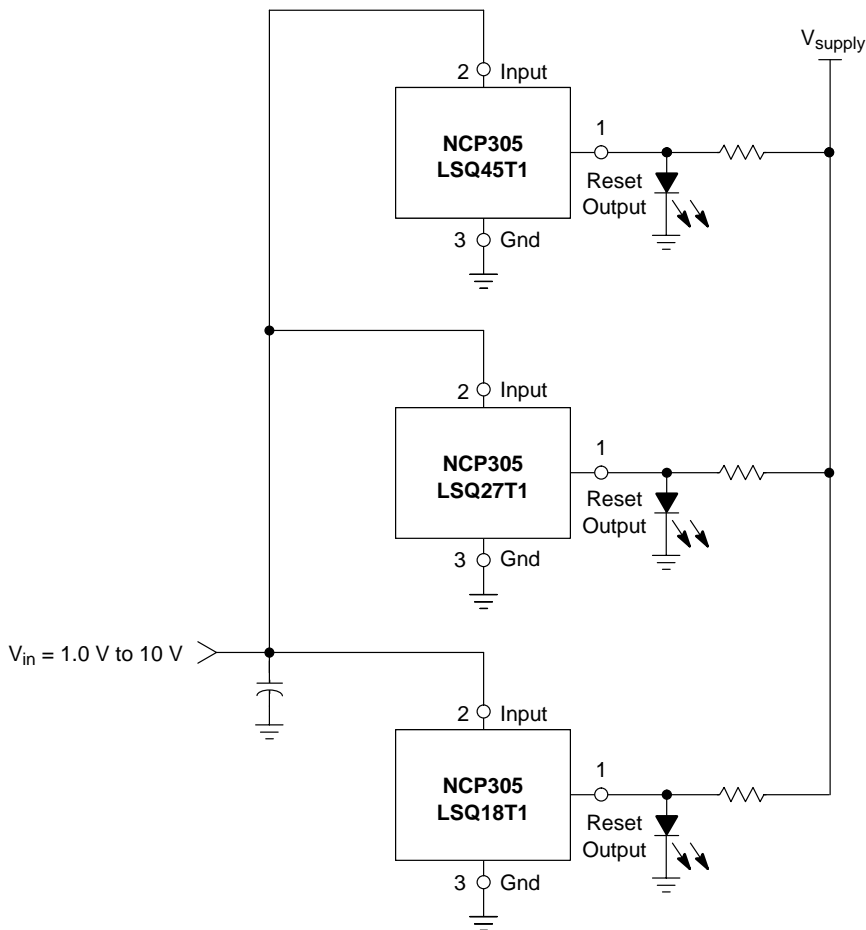 V_supply
2 Input
NCP305
LSQ45T1
1
Reset
Output
3 Gnd
2 Input
NCP305
LSQ27T1
1
Reset
Output
3 Gnd
V_in = 1.0 V to 10 V
2 Input
NCP305
LSQ18T1
1
Reset
Output
3 Gnd